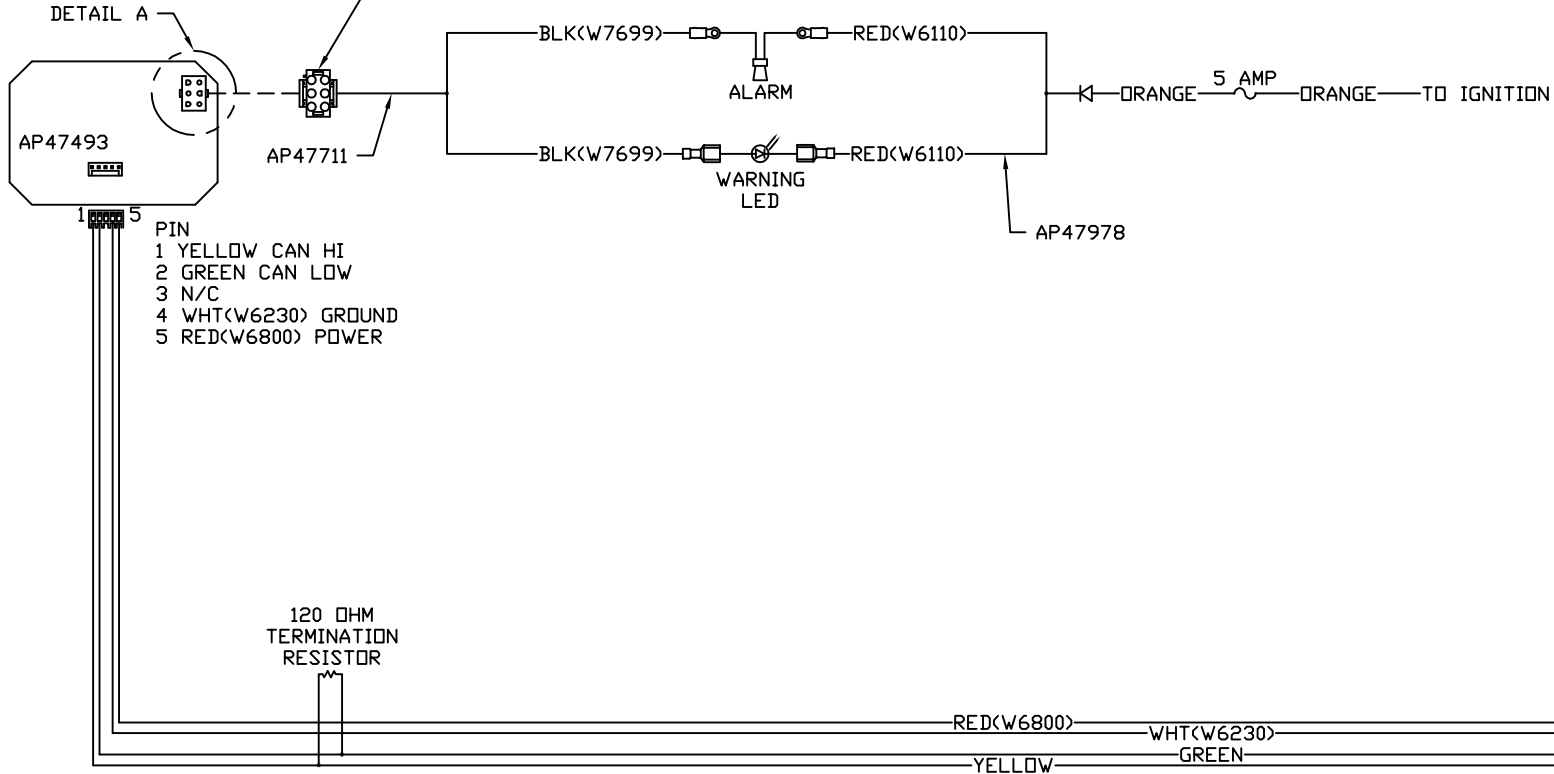 DETAIL A
BLK(W7699)
RED(W6110)
ALARM
5 AMP
ORANGE
ORANGE
TO IGNITION
AP47493
AP47711
BLK(W7699)
RED(W6110)
WARNING
LED
AP47978
1
5
PIN
1 YELLOW CAN HI
2 GREEN CAN LOW
3 N/C
4 WHT(W6230) GROUND
5 RED(W6800) POWER
120 OHM
TERMINATION
RESISTOR
RED(W6800)
WHT(W6230)
GREEN
YELLOW